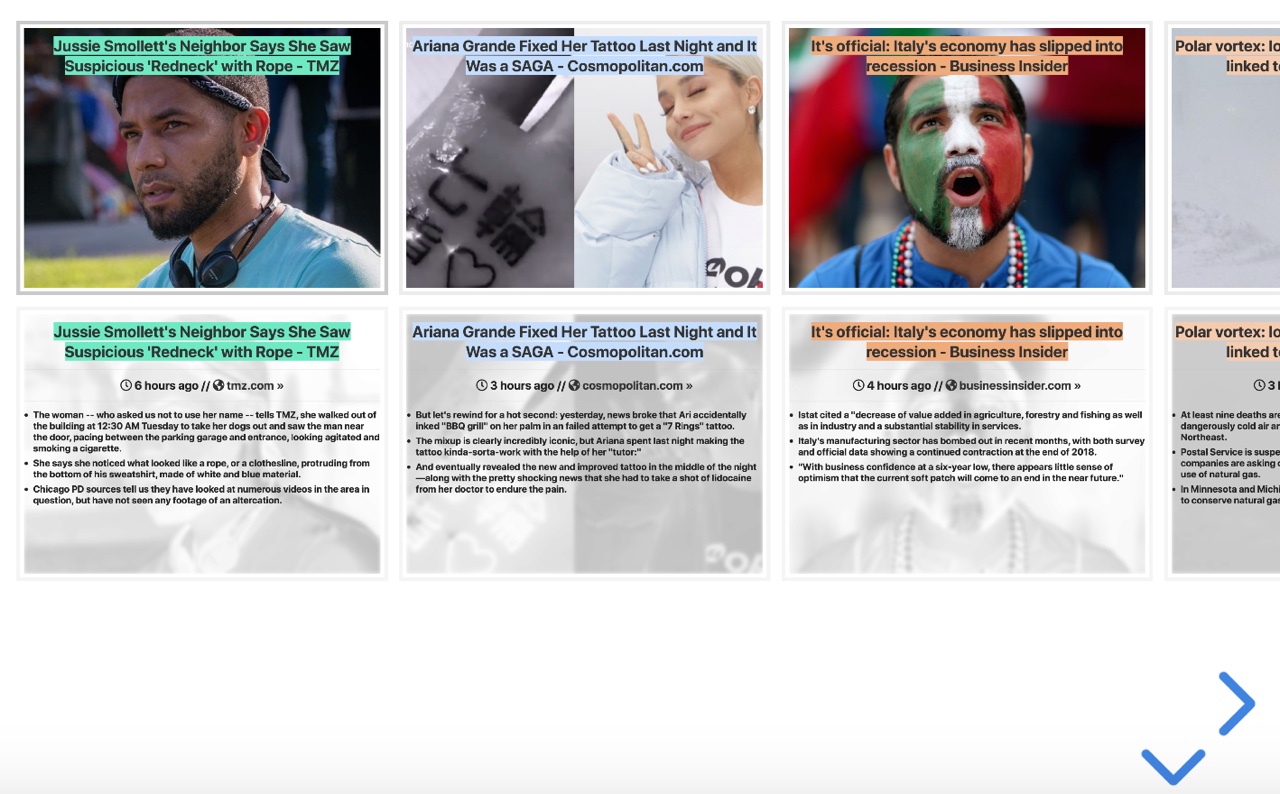 Jussie Smollett's Neighbor Says She Saw
Suspicious 'Redneck' with Rope - TMZ
Ariana Grande Fixed Her Tattoo Last Night and It
Was a SAGA - Cosmopolitan.com
It's official: Italy's economy has slipped into
recession - Business Insider
Polar vortex:
linked
Jussie Smollett's Neighbor Says She Saw
Suspicious 'Redneck' with Rope - TMZ
6 hours ago // tmz.com »
• The woman -- who asked us not to use her name -- tells TMZ, she walked out of
the building at 12:30 AM Tuesday to take her dogs out and saw the man near
the door, pacing between the parking garage and entrance, looking agitated and
smoking a cigarette.
• She says she noticed what looked like a rope, or a clothesline, protruding from
the bottom of his sweatshirt, made of white and blue material.
• Chicago PD sources tell us they have looked at numerous videos in the area in
question, but have not seen any footage of an altercation.
Ariana Grande Fixed Her Tattoo Last Night and It
Was a SAGA - Cosmopolitan.com
3 hours ago // cosmopolitan.com »
• But let's rewind for a hot second: yesterday, news broke that Ari accidentally
inked "BBQ grill" on her palm in an failed attempt to get a "7 Rings" tattoo.
• The mixup is clearly incredibly iconic, but Ariana spent last night making the
tattoo kinda-sorta-work with the help of her "tutor:"
• And eventually revealed the new and improved tattoo in the middle of the night
—along with the pretty shocking news that she had to take a shot of lidocaine
from her doctor to endure the pain.
It's official: Italy's economy has slipped into
recession - Business Insider
4 hours ago // businessinsider.com »
• Istat cited a "decrease of value added in agriculture, forestry and fishing as well
as in industry and a substantial stability in services.
• Italy's manufacturing sector has bombed out in recent months, with both survey
and official data showing a continued contraction at the end of 2018.
• "With business confidence at a six-year low, there appears little sense of
optimism that the current soft patch will come to an end in the near future."
Polar vortex:
linked
3
• At least nine deaths are
dangerously cold air
Northeast.
• Postal Service is
companies are asking
use of natural gas.
• In Minnesota and
to conserve natural